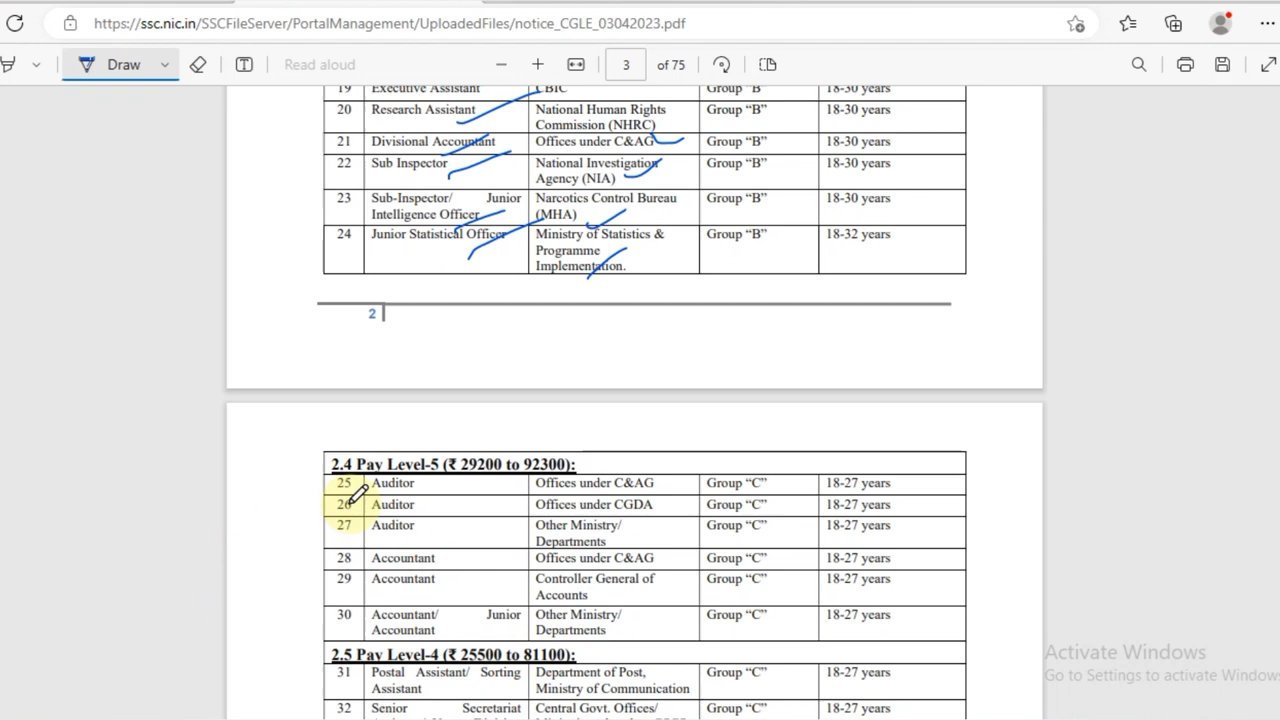 https://ssc.nic.in/SSCFileServer/PortalManagement/UploadedFiles/notice_CGLE_03042023.pdf
Draw
Read aloud
3 of 75
19 Executive Assistant CBIC Group "B" 18-30 years
20 Research Assistant National Human Rights Group "B" 18-30 years
Commission (NHRC)
21 Divisional Accountant Offices under C&AG Group "B" 18-30 years
22 Sub Inspector National Investigation Group "B" 18-30 years
Agency (NIA)
23 Sub-Inspector/ Junior Narcotics Control Bureau Group "B" 18-30 years
Intelligence Officer (MHA)
24 Junior Statistical Officer Ministry of Statistics & Group "B" 18-32 years
Programme
Implementation.
2
2.4 Pay Level-5 (₹ 29200 to 92300):
25 Auditor Offices under C&AG Group "C" 18-27 years
26 Auditor Offices under CGDA Group "C" 18-27 years
27 Auditor Other Ministry/ Group "C" 18-27 years
Departments
28 Accountant Offices under C&AG Group "C" 18-27 years
29 Accountant Controller General of Group "C" 18-27 years
Accounts
30 Accountant/ Junior Other Ministry/ Group "C" 18-27 years
Accountant Departments
2.5 Pay Level-4 (₹ 25500 to 81100):
31 Postal Assistant/ Sorting Department of Post, Group "C" 18-27 years
Assistant Ministry of Communication
32 Senior Secretariat Central Govt. Offices/ Group "C" 18-27 years
Activate Windows
Go to Settings to activate Windows